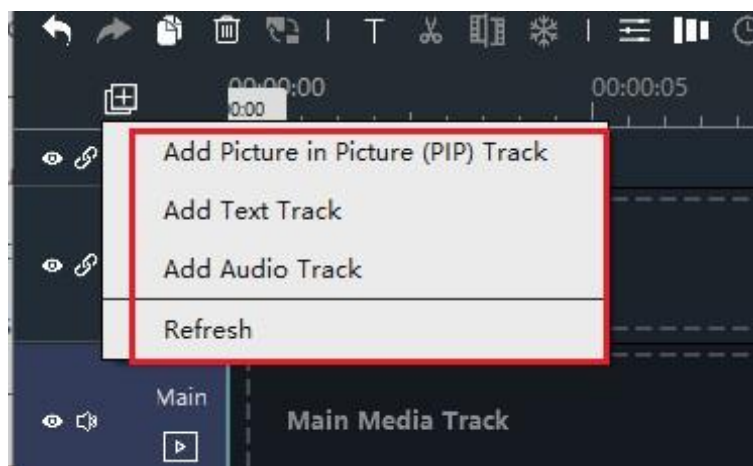 T
00:00:00
00:00:05
0:00
Add Picture in Picture (PIP) Track
Add Text Track
Add Audio Track
Refresh
Main
Main Media Track